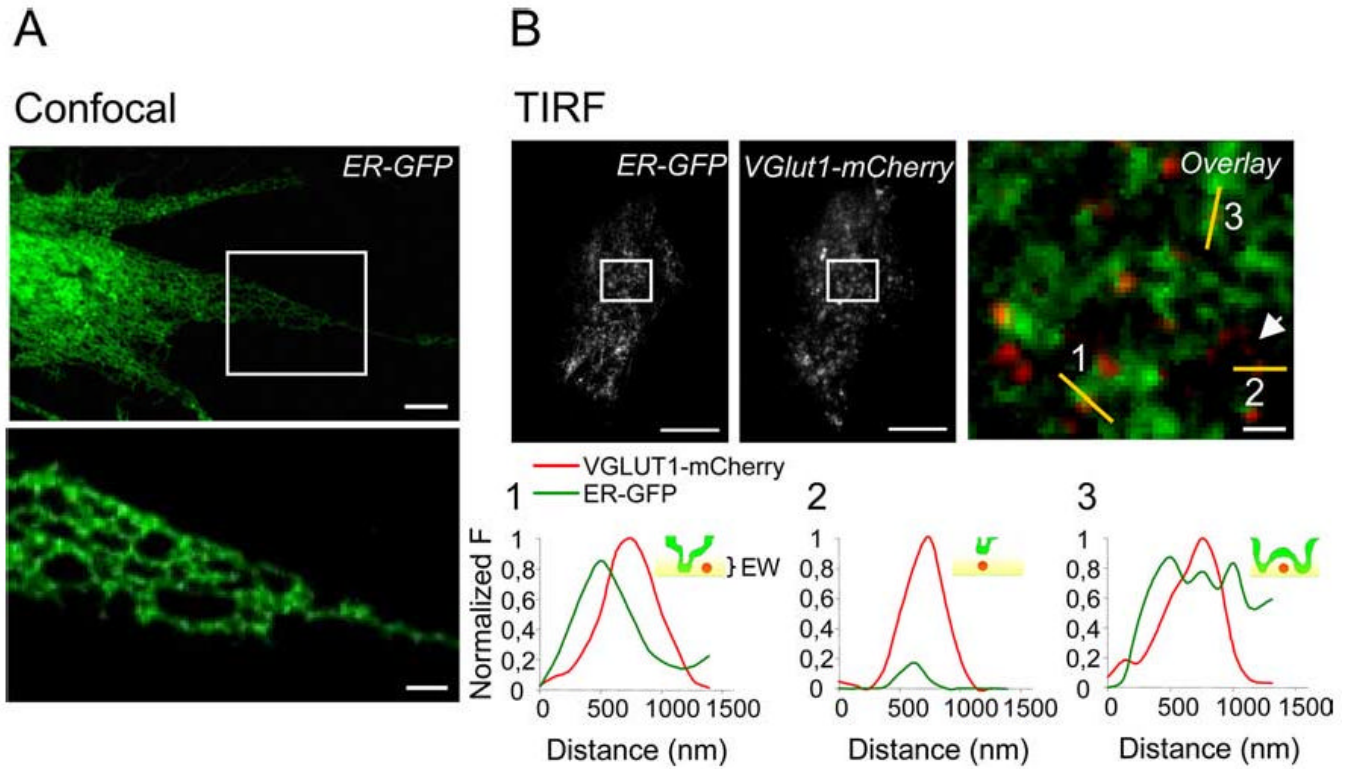 A
Confocal
ER-GFP
B
TIRF
ER-GFP
VGlut1-mCherry
Overlay
3
1
2
VGLUT1-mCherry
ER-GFP
1
Normalized F
1
0,8
0,6
0,4
0,2
0
0 500 1000 1500
Distance (nm)
} EW
2
1
0,8
0,6
0,4
0,2
0
0 500 1000 1500
Distance (nm)
3
1
0,8
0,6
0,4
0,2
0
0 500 1000 1500
Distance (nm)